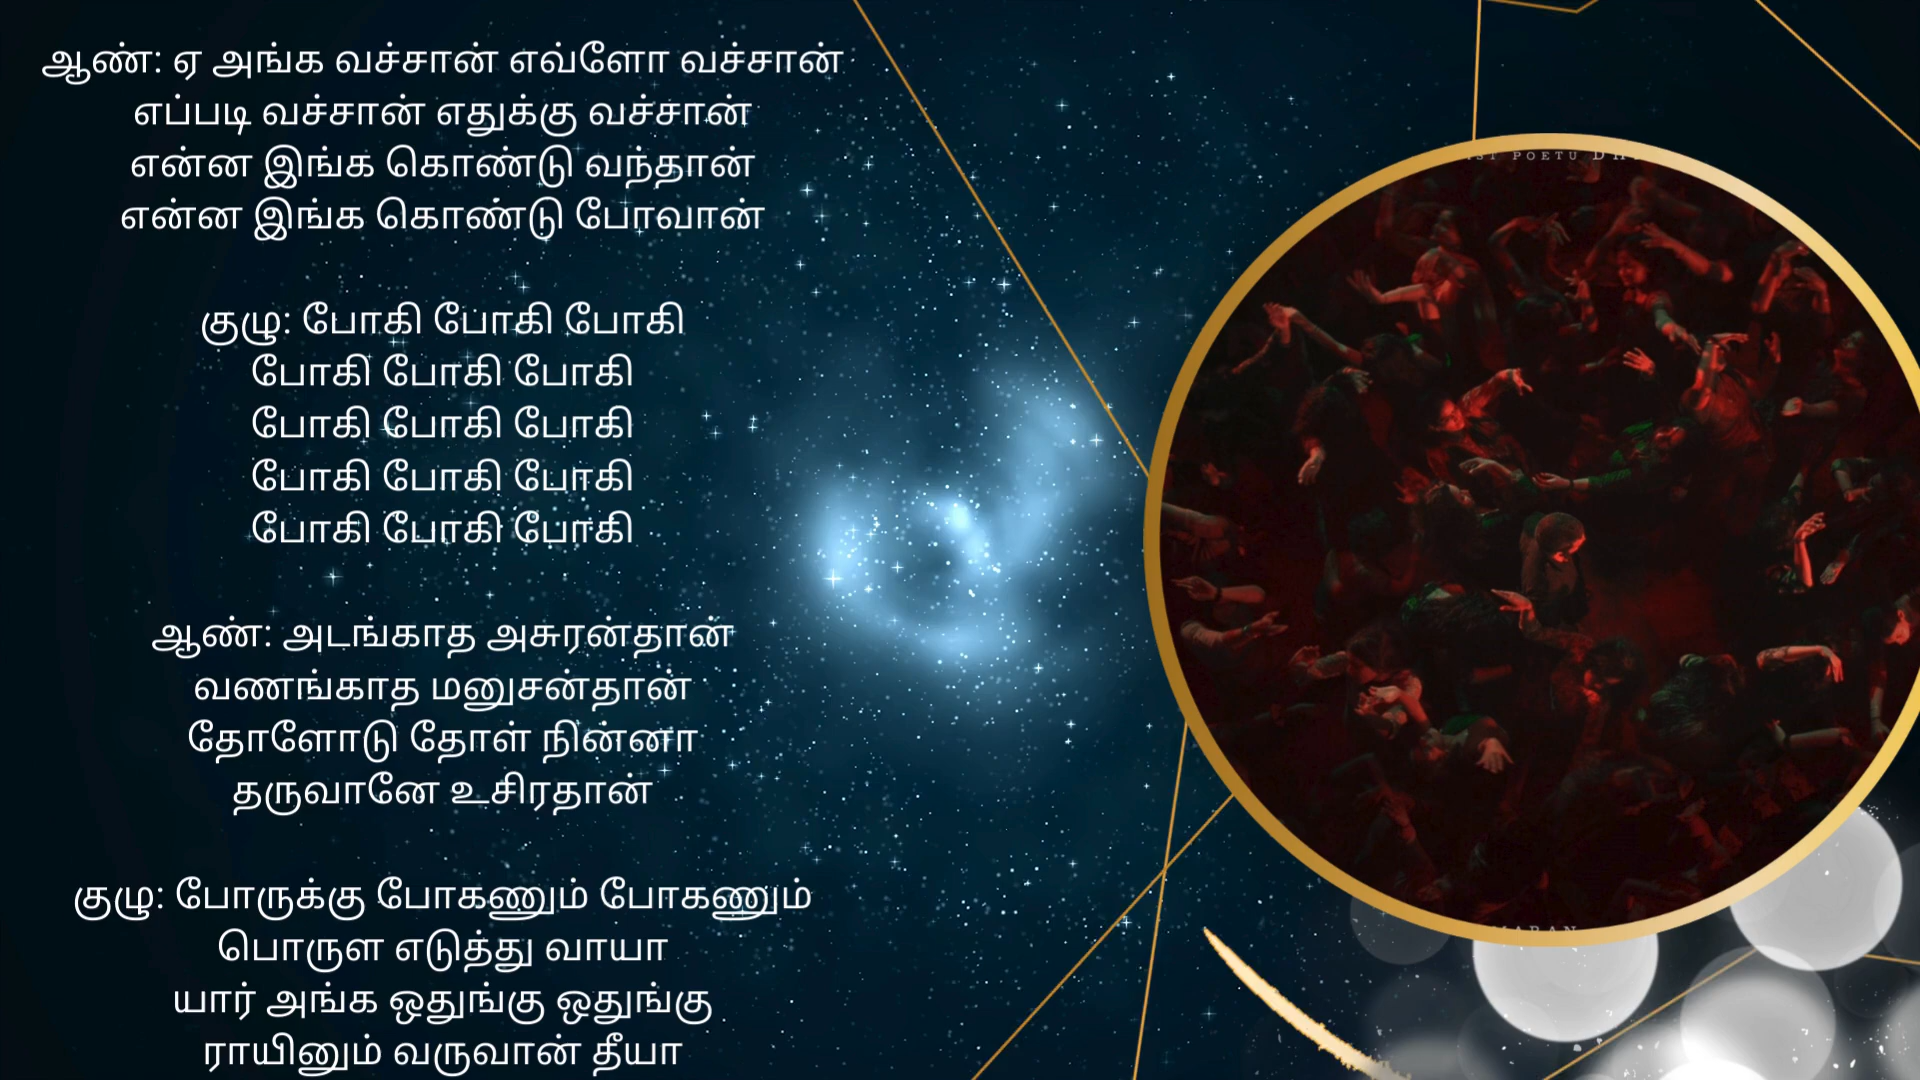 ஆண்: ஏ அங்க வச்சான் எவ்ளோ வச்சான்
எப்படி வச்சான் எதுக்கு வச்சான்
என்ன இங்க கொண்டு வந்தான்
என்ன இங்க கொண்டு போவான்
குழு: போகி போகி போகி
போகி போகி போகி
போகி போகி போகி
போகி போகி போகி
போகி போகி போகி
ஆண்: அடங்காத அசுரன்தான்
வணங்காத மனுசன்தான்
தோளோடு தோள் நின்னா
தருவானே உசிரதான்
குழு: போருக்கு போகணும் போகணும்
பொருள எடுத்து வாயா
யார் அங்க ஒதுங்கு ஒதுங்கு
ராயினும் வருவான் தீயா
POETU